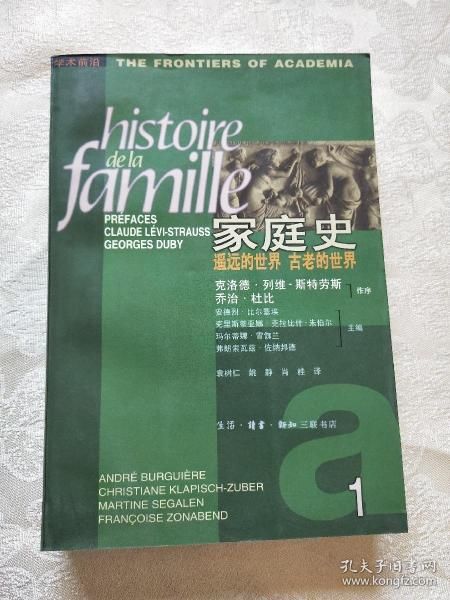 学术前沿 THE FRONTIERS OF ACADEMIA
histoire
de la
famille
PRÉFACES
CLAUDE LÉVI-STRAUSS
GEORGES DUBY
家庭史
遥远的世界 古老的世界
克洛德·列维-斯特劳斯
乔治·杜比
作序
安德烈·比尔基埃
克里斯蒂亚娜·克拉比什-朱伯尔
玛尔蒂娜·雪伽兰
弗朗索瓦兹·佐纳邦德
主编
袁树仁 姚静 肖桂 译
生活·读书·新知三联书店
ANDRÉ BURGUIÈRE
CHRISTIANE KLAPISCH-ZUBER
MARTINE SEGALEN
FRANÇOISE ZONABEND
a
1
孔夫子旧书网
www.kongfz.com